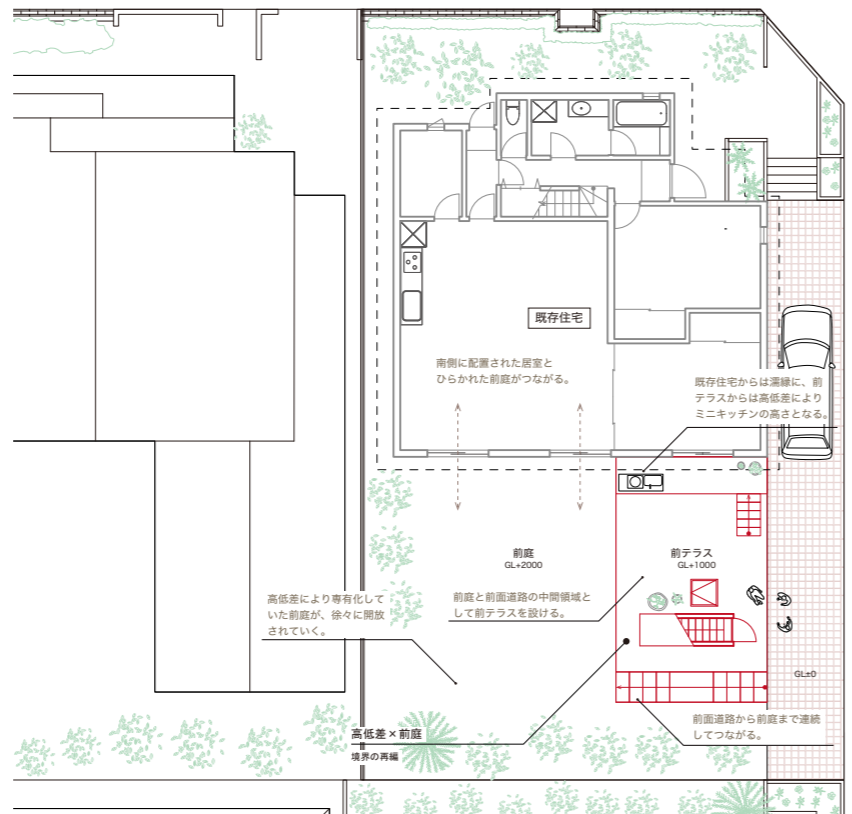 既存住宅
南側に配置された居室と
ひらかれた前庭がつながる。
既存住宅からは濡縁に、前
テラスからは高低差により
ミニキッチンの高さとなる。
前庭
GL+2000
前テラス
GL+1000
高低差により専有化して
いた前庭が、徐々に開放
されていく。
前庭と前面道路の中間領域と
して前テラスを設ける。
GL±0
前面道路から前庭まで連続
してつながる。
高低差×前庭
境界の再編